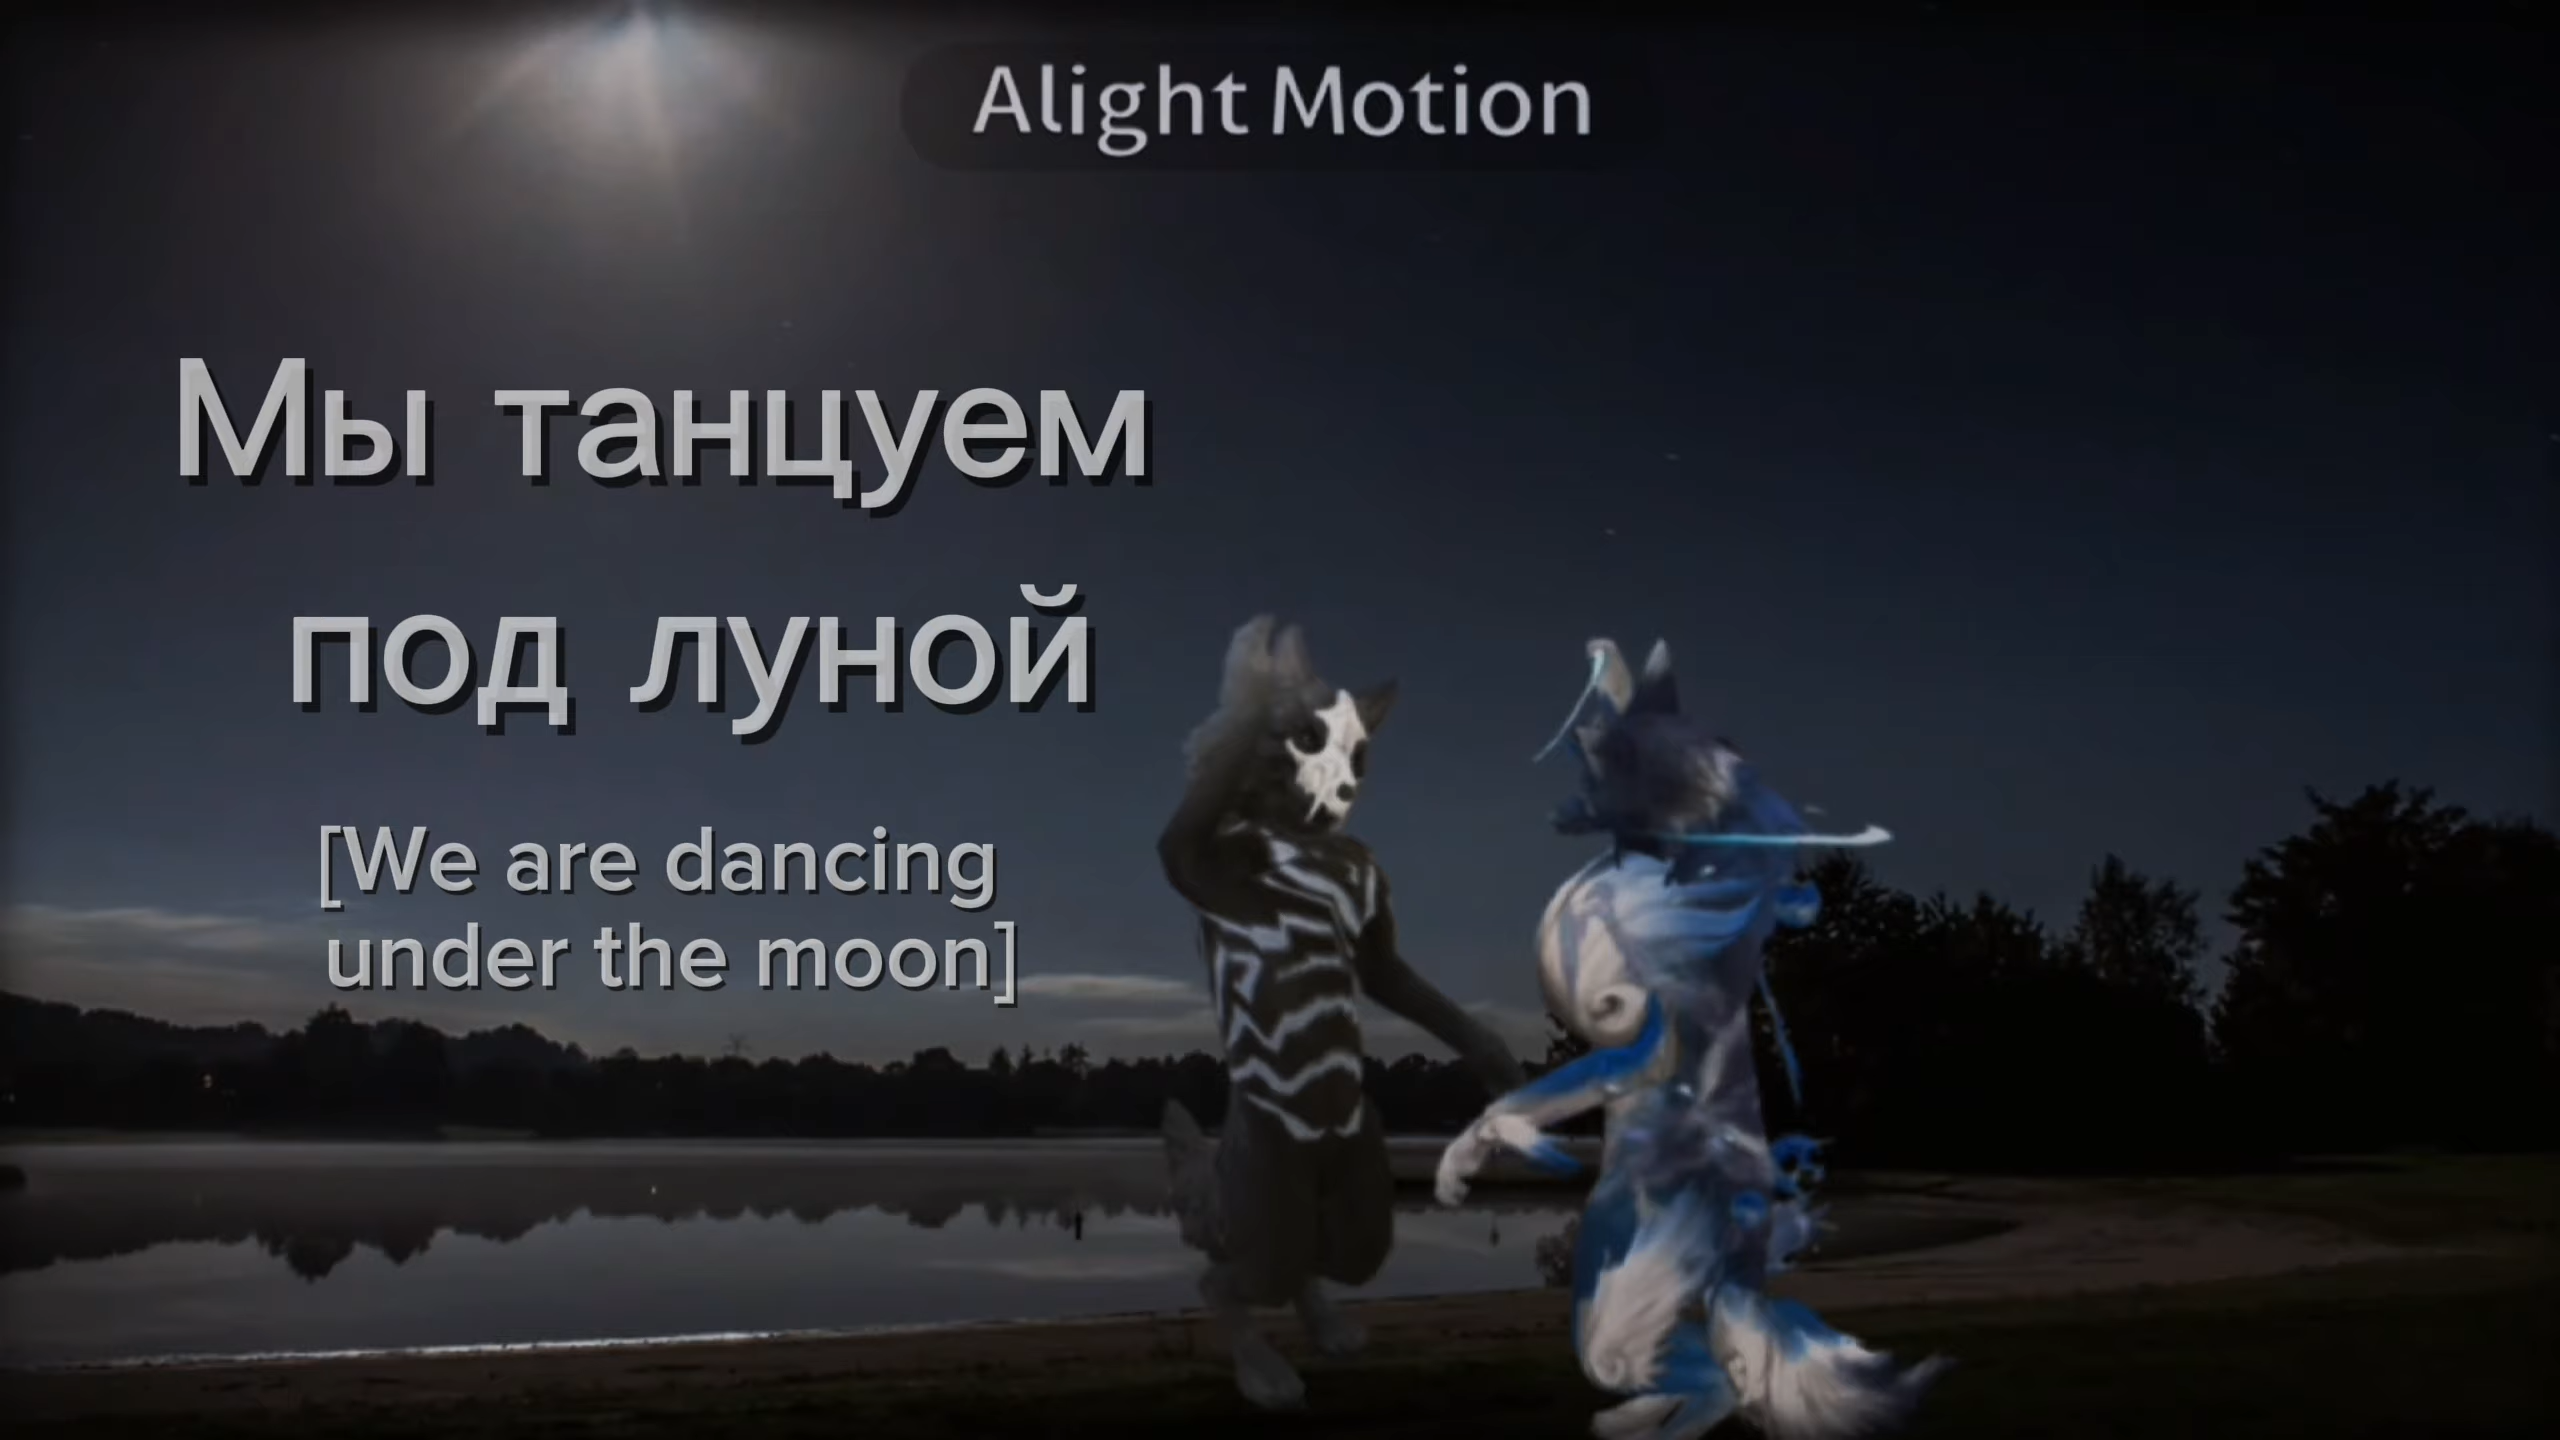 Alight Motion
Мы танцуем
под луной
[We are dancing
under the moon]